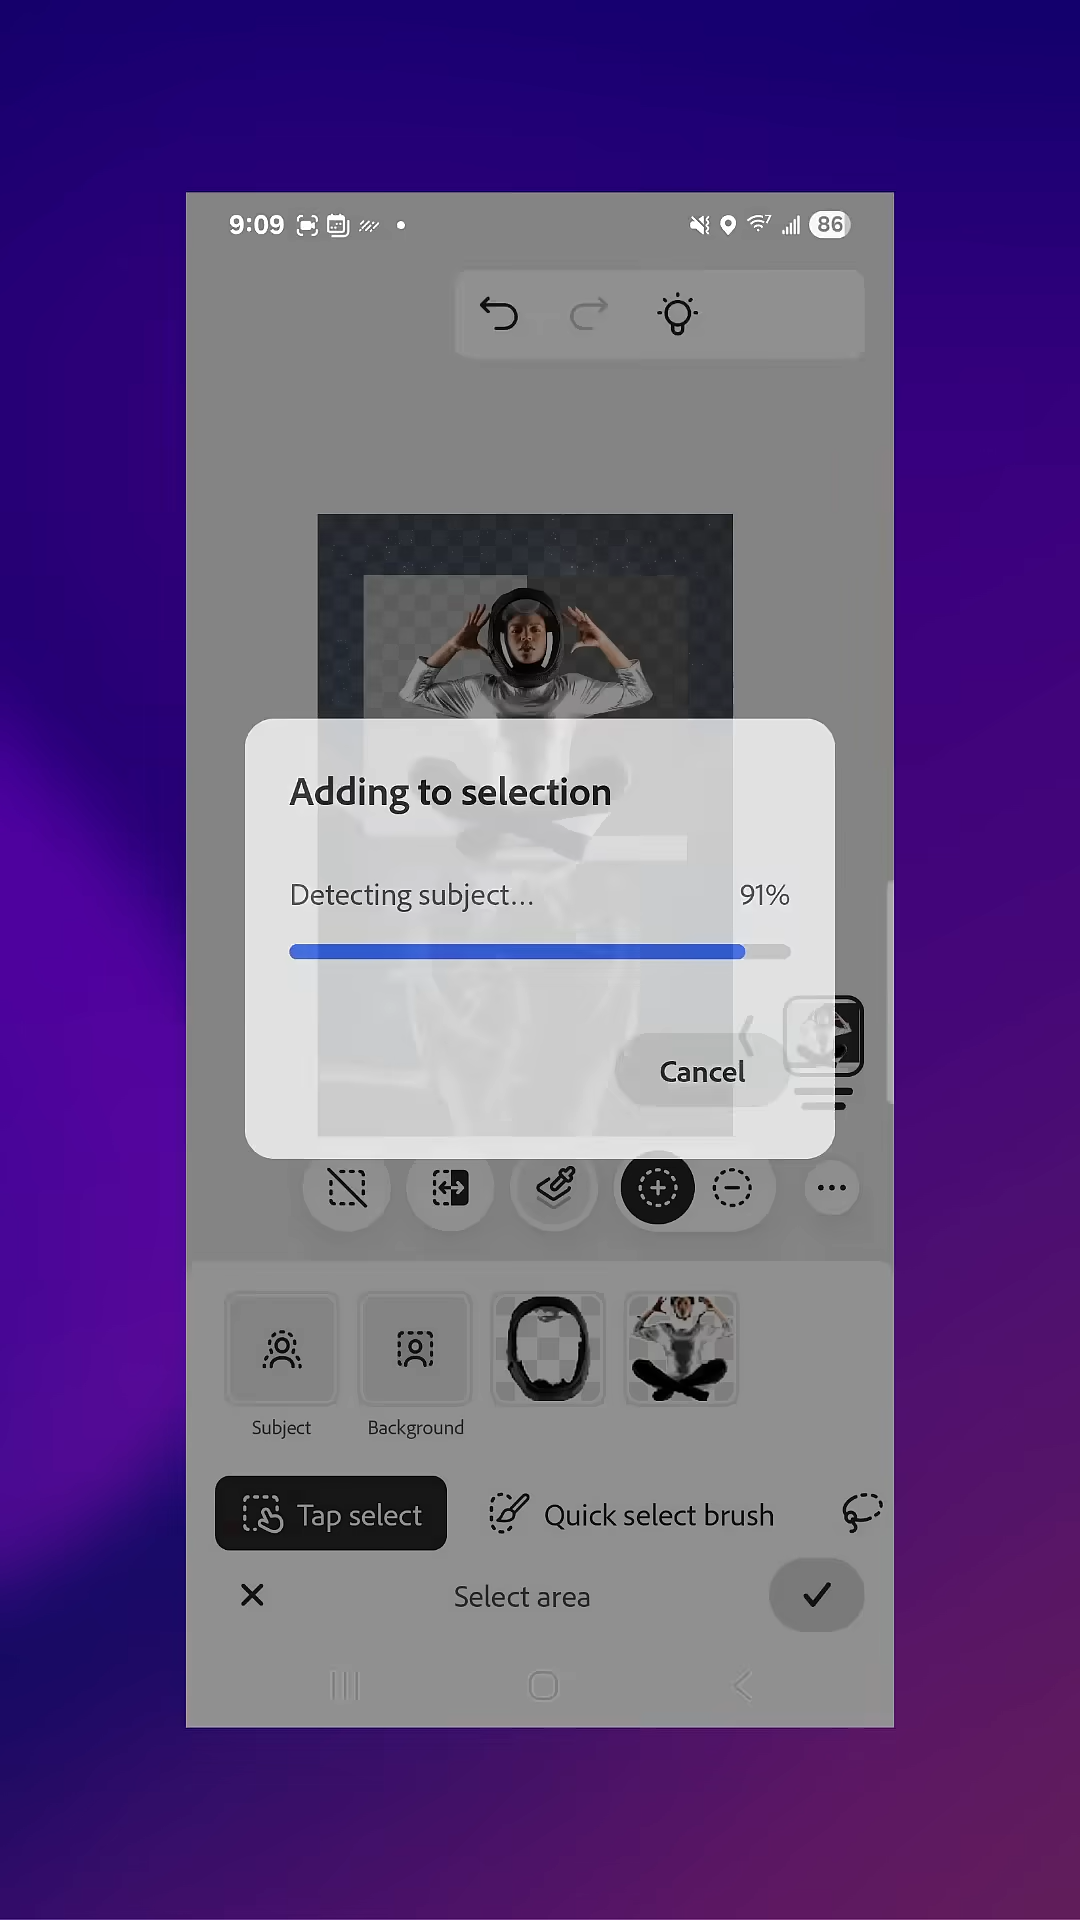 9:09
86
Adding to selection
Detecting subject... 91%
Cancel
Subject Background
Tap select Quick select brush
Select area